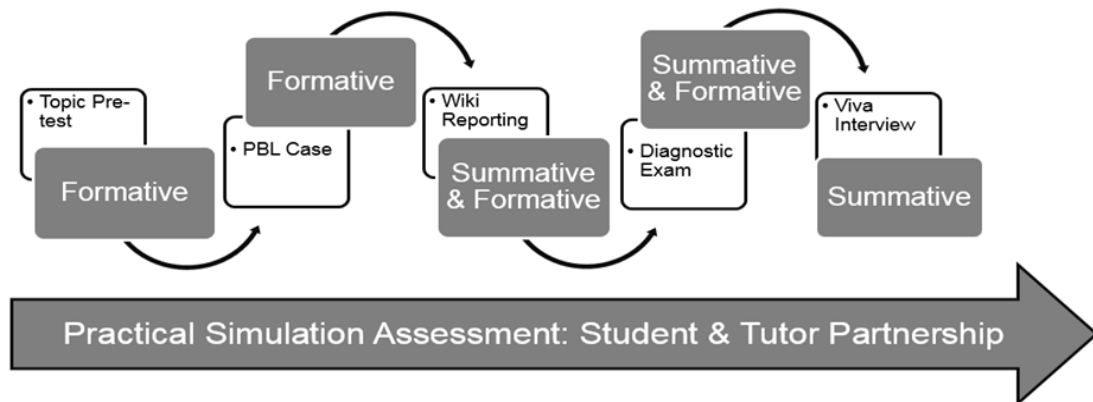 • Topic Pre-
test
Formative
Formative
• PBL Case
• Wiki
Reporting
Summative
& Formative
Summative
& Formative
• Diagnostic
Exam
• Viva
Interview
Summative
Practical Simulation Assessment: Student & Tutor Partnership